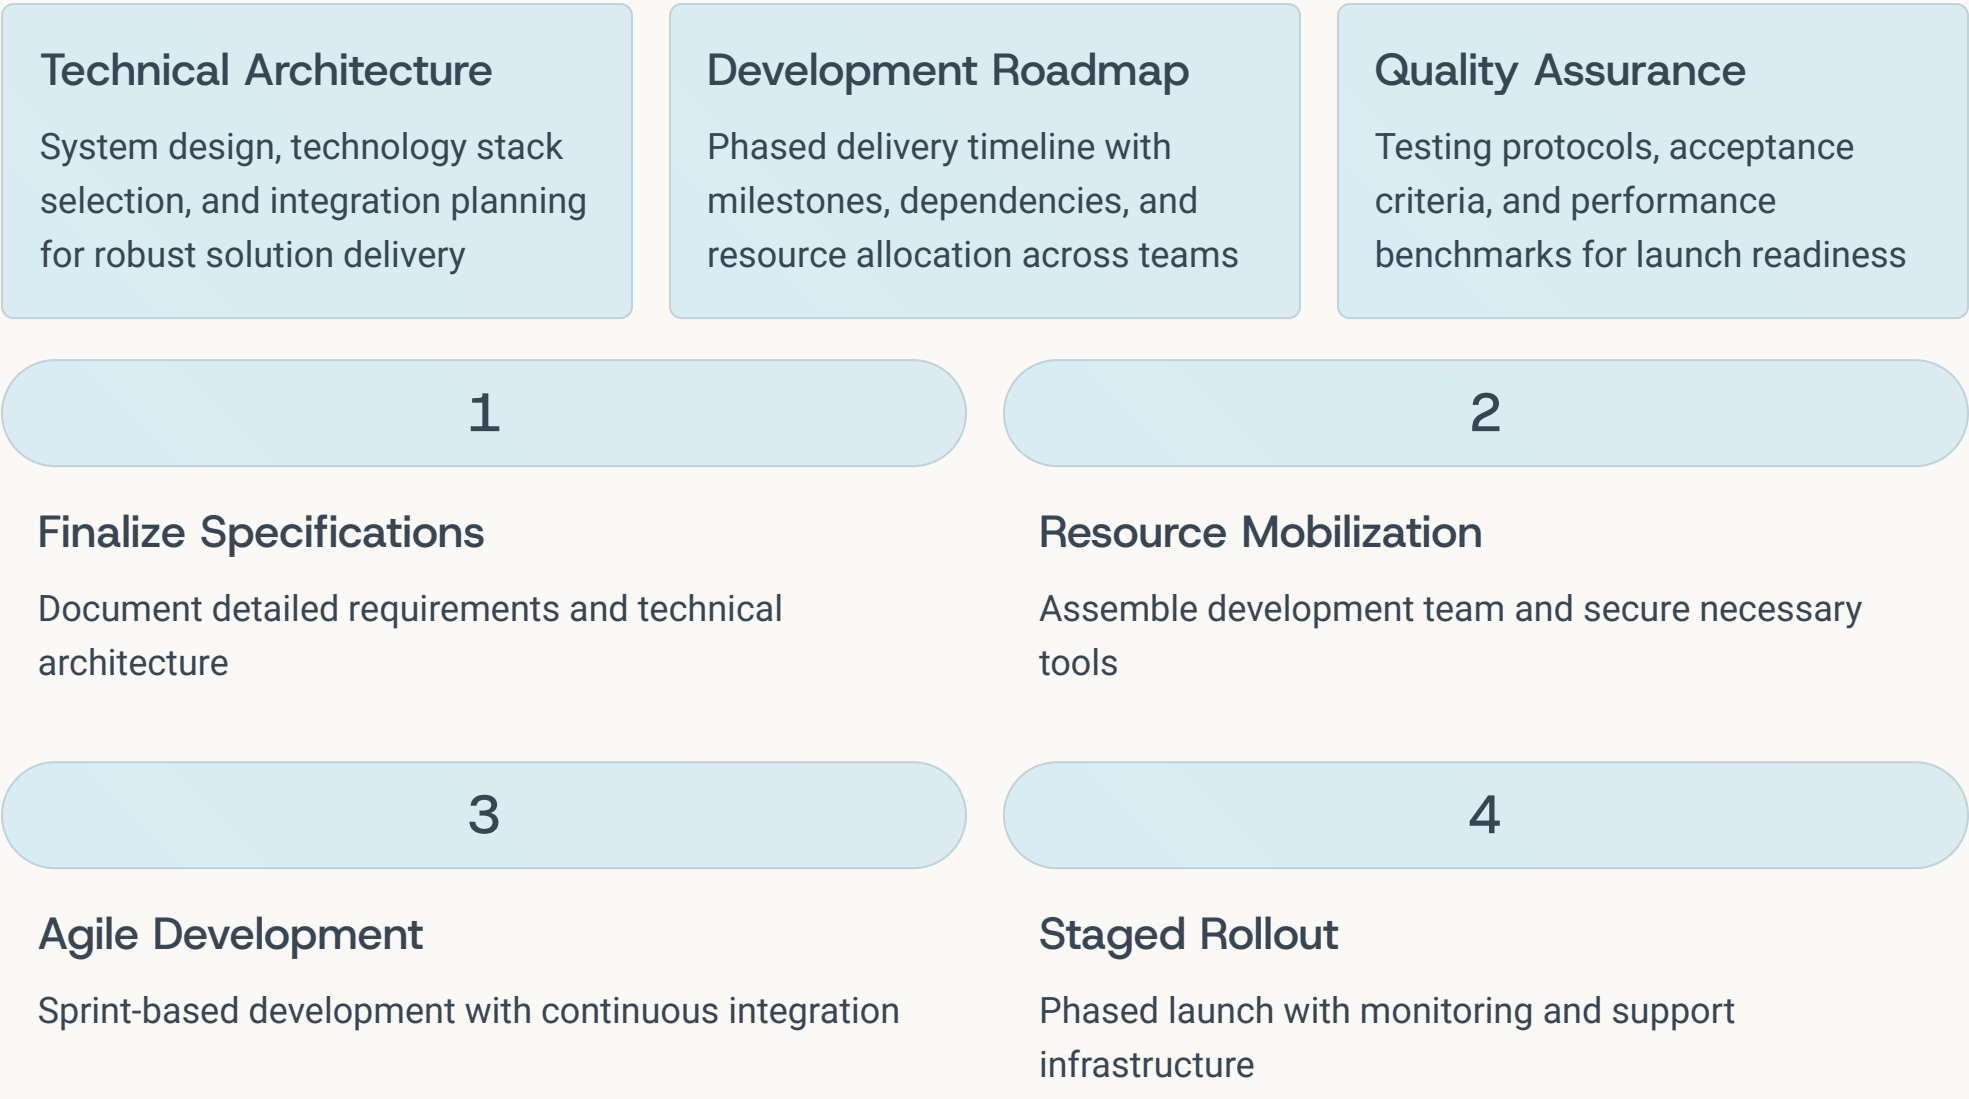 Technical Architecture
System design, technology stack
selection, and integration planning
for robust solution delivery
Development Roadmap
Phased delivery timeline with
milestones, dependencies, and
resource allocation across teams
Quality Assurance
Testing protocols, acceptance
criteria, and performance
benchmarks for launch readiness
1
Finalize Specifications
Document detailed requirements and technical
architecture
2
Resource Mobilization
Assemble development team and secure necessary
tools
3
Agile Development
Sprint-based development with continuous integration
4
Staged Rollout
Phased launch with monitoring and support
infrastructure